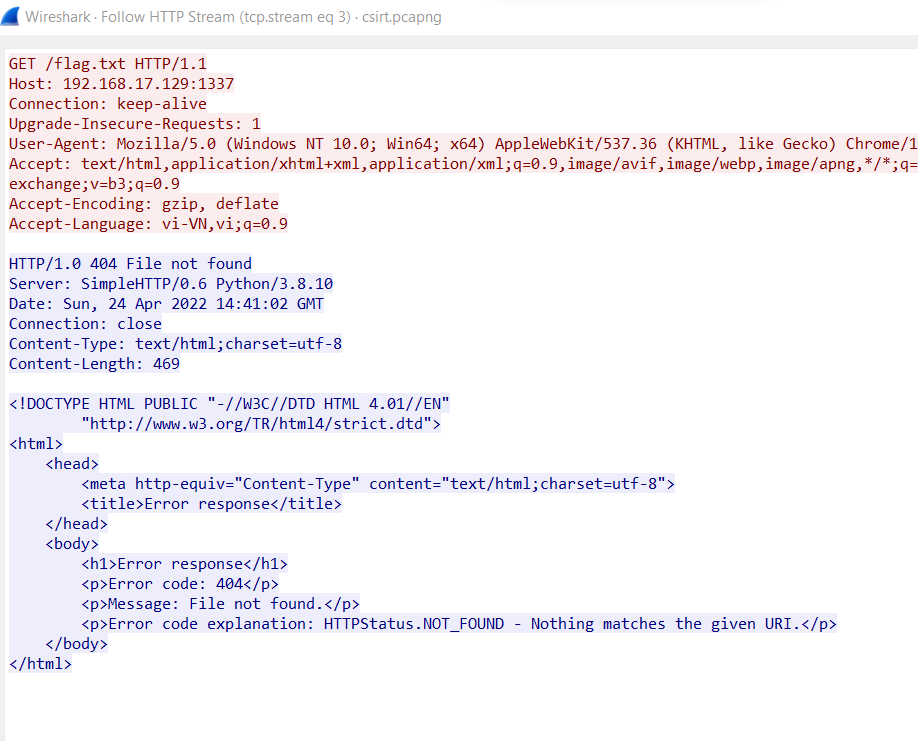 Wireshark · Follow HTTP Stream (tcp.stream eq 3) · csirt.pcapng
GET /flag.txt HTTP/1.1
Host: 192.168.17.129:1337
Connection: keep-alive
Upgrade-Insecure-Requests: 1
User-Agent: Mozilla/5.0 (Windows NT 10.0; Win64; x64) AppleWebKit/537.36 (KHTML, like Gecko) Chrome/1
Accept: text/html,application/xhtml+xml,application/xml;q=0.9,image/avif,image/webp,image/apng,*/*;q=
exchange;v=b3;q=0.9
Accept-Encoding: gzip, deflate
Accept-Language: vi-VN,vi;q=0.9
HTTP/1.0 404 File not found
Server: SimpleHTTP/0.6 Python/3.8.10
Date: Sun, 24 Apr 2022 14:41:02 GMT
Connection: close
Content-Type: text/html;charset=utf-8
Content-Length: 469
<!DOCTYPE HTML PUBLIC "-//W3C//DTD HTML 4.01//EN"
"http://www.w3.org/TR/html4/strict.dtd">
<html>
<head>
<meta http-equiv="Content-Type" content="text/html;charset=utf-8">
<title>Error response</title>
</head>
<body>
<h1>Error response</h1>
<p>Error code: 404</p>
<p>Message: File not found.</p>
<p>Error code explanation: HTTPStatus.NOT_FOUND - Nothing matches the given URI.</p>
</body>
</html>